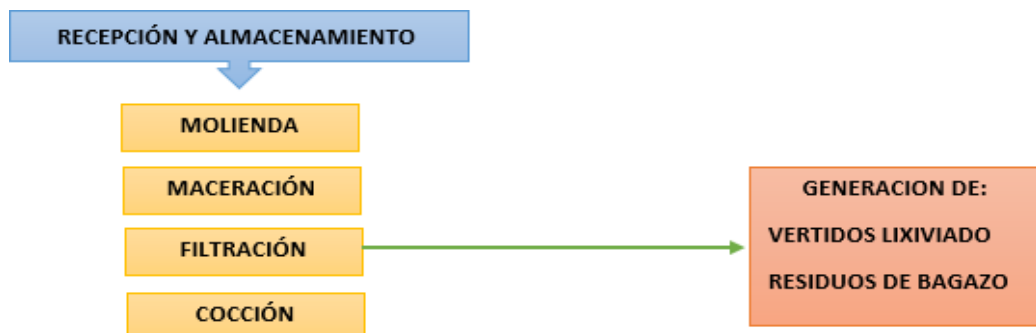 RECEPCIÓN Y ALMACENAMIENTO
MOLIENDA
MACERACIÓN
FILTRACIÓN
COCCIÓN
GENERACION DE:
VERTIDOS LIXIVIADO
RESIDUOS DE BAGAZO